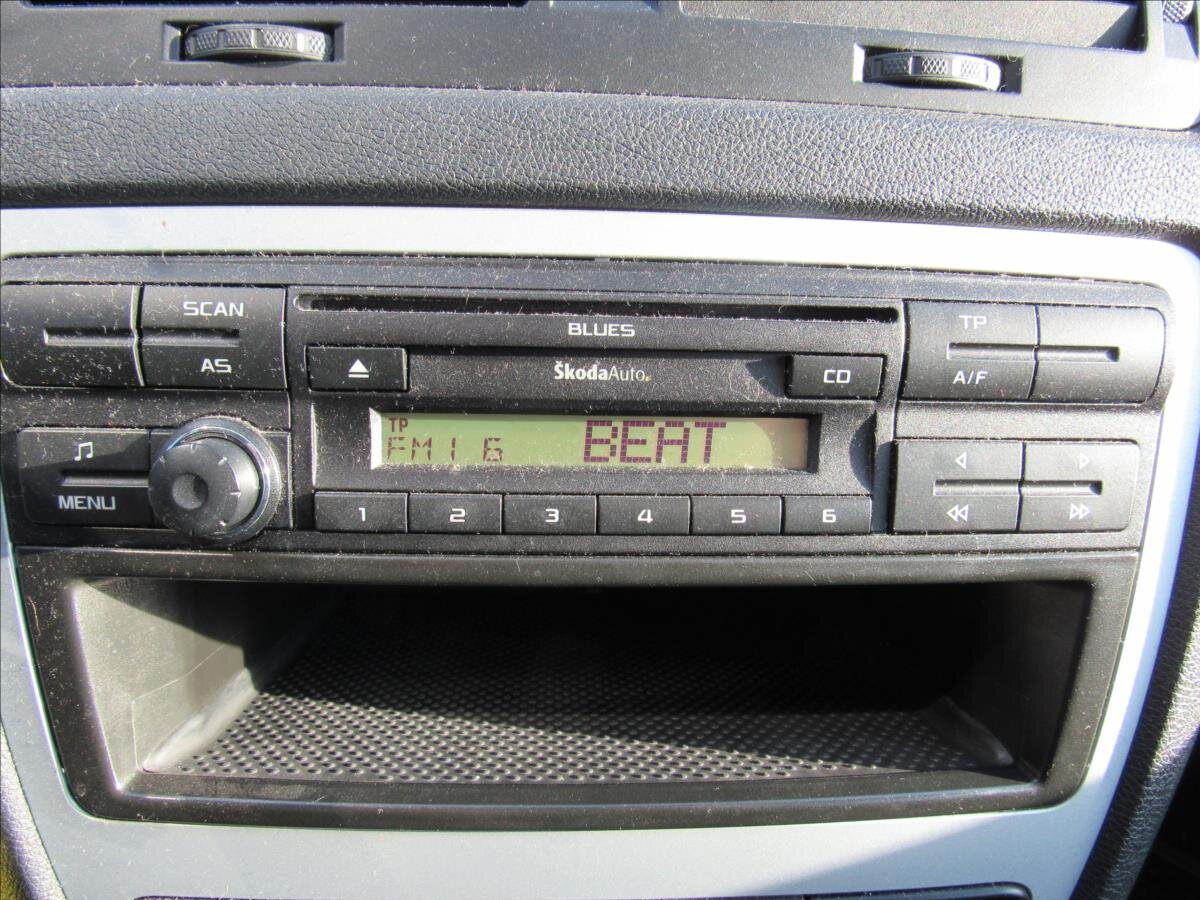 SCAN
AS
BLUES
ŠkodaAuto
CD
TP
A/F
TP
FM1 6
BEAT
MENU
1 2 3 4 5 6